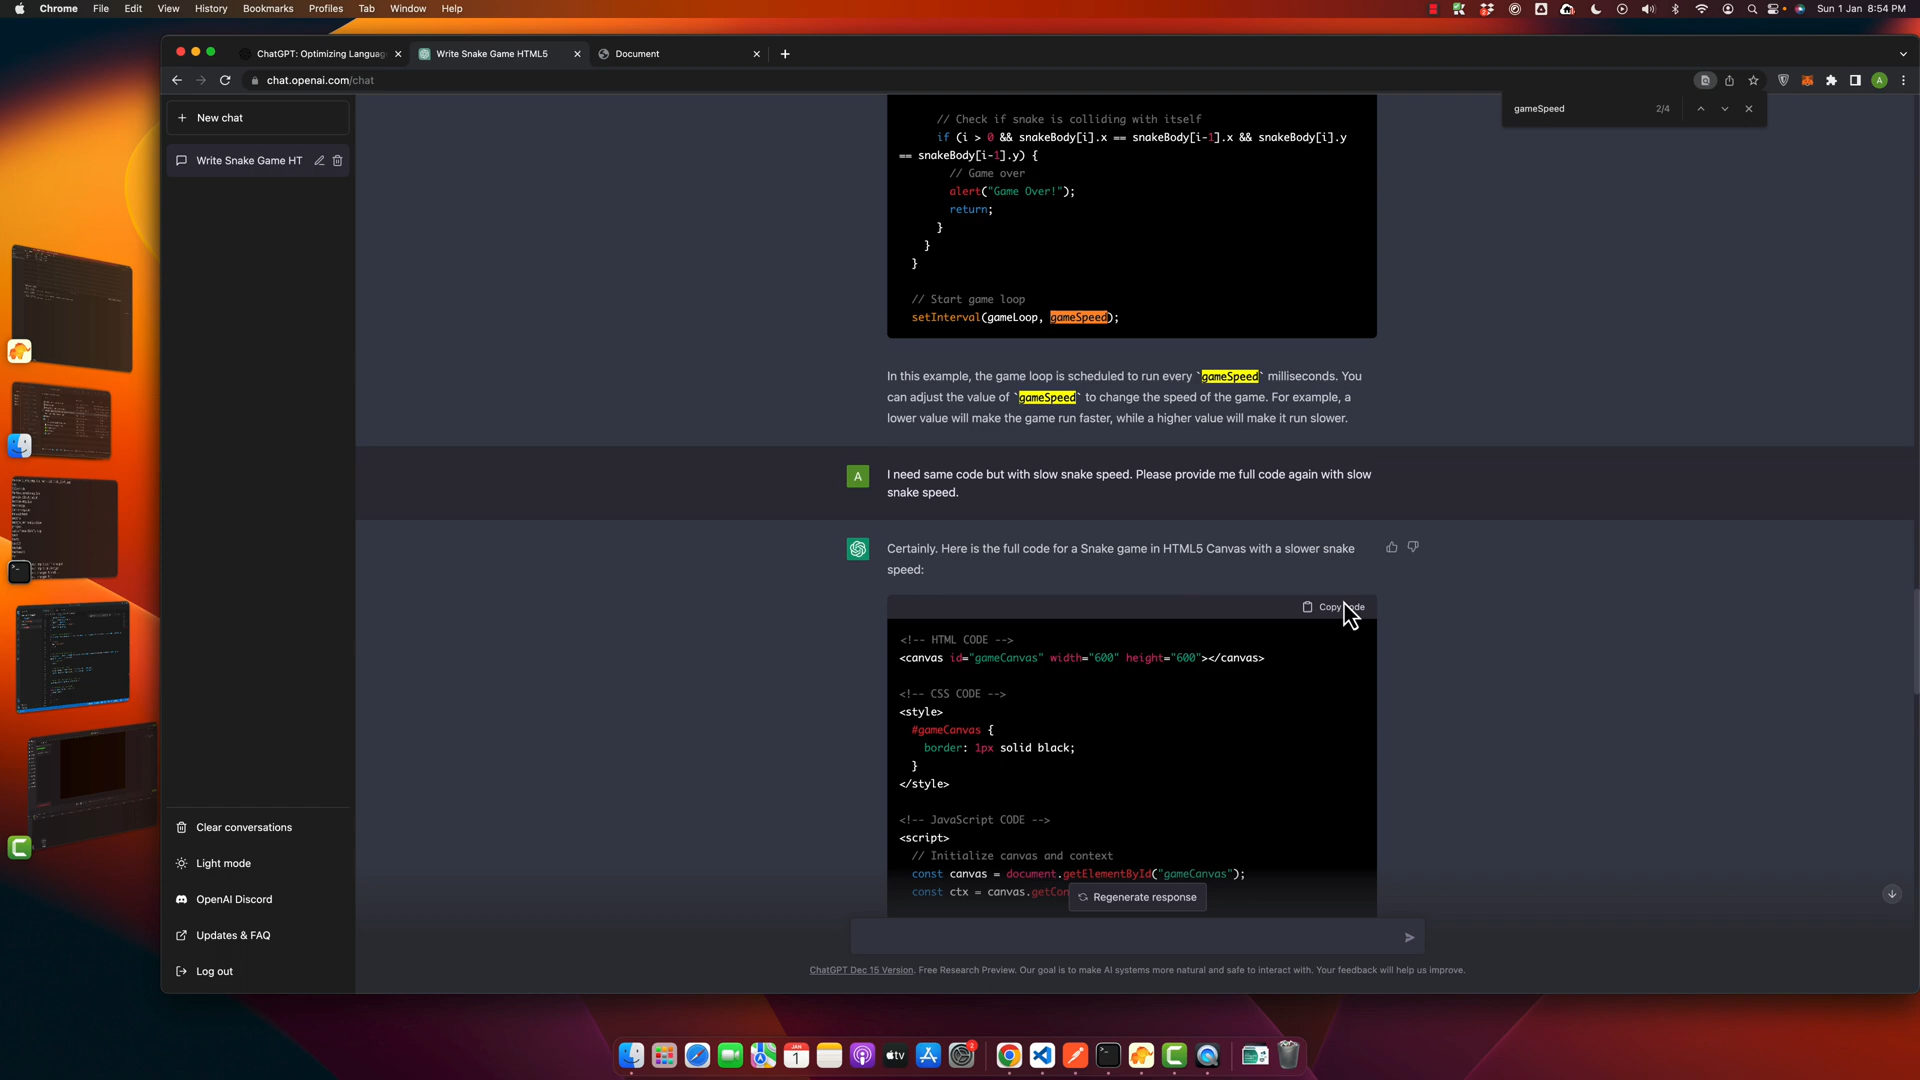 Chrome File Edit View History Bookmarks Profiles Tab Window Help
Sun 1 Jan 8:54 PM
ChatGPT: Optimizing Languag
Write Snake Game HTML5
Document
chat.openai.com/chat
A
gameSpeed 2/4
New chat
Write Snake Game HT
// Check if snake is colliding with itself
if (i > 0 && snakeBody[i].x == snakeBody[i-1].x && snakeBody[i].y
== snakeBody[i-1].y) {
// Game over
alert("Game Over!");
return;
}
}
}
// Start game loop
setInterval(gameLoop, gameSpeed);
In this example, the game loop is scheduled to run every `gameSpeed` milliseconds. You
can adjust the value of `gameSpeed` to change the speed of the game. For example, a
lower value will make the game run faster, while a higher value will make it run slower.
A
I need same code but with slow snake speed. Please provide me full code again with slow
snake speed.
Certainly. Here is the full code for a Snake game in HTML5 Canvas with a slower snake
speed:
Copy code
<!-- HTML CODE -->
<canvas id="gameCanvas" width="600" height="600"></canvas>
<!-- CSS CODE -->
<style>
#gameCanvas {
border: 1px solid black;
}
</style>
<!-- JavaScript CODE -->
<script>
// Initialize canvas and context
const canvas = document.getElementById("gameCanvas");
const ctx = canvas.getCon
Regenerate response
ChatGPT Dec 15 Version. Free Research Preview. Our goal is to make AI systems more natural and safe to interact with. Your feedback will help us improve.
Clear conversations
Light mode
OpenAI Discord
Updates & FAQ
Log out
JAN
1
tv
2